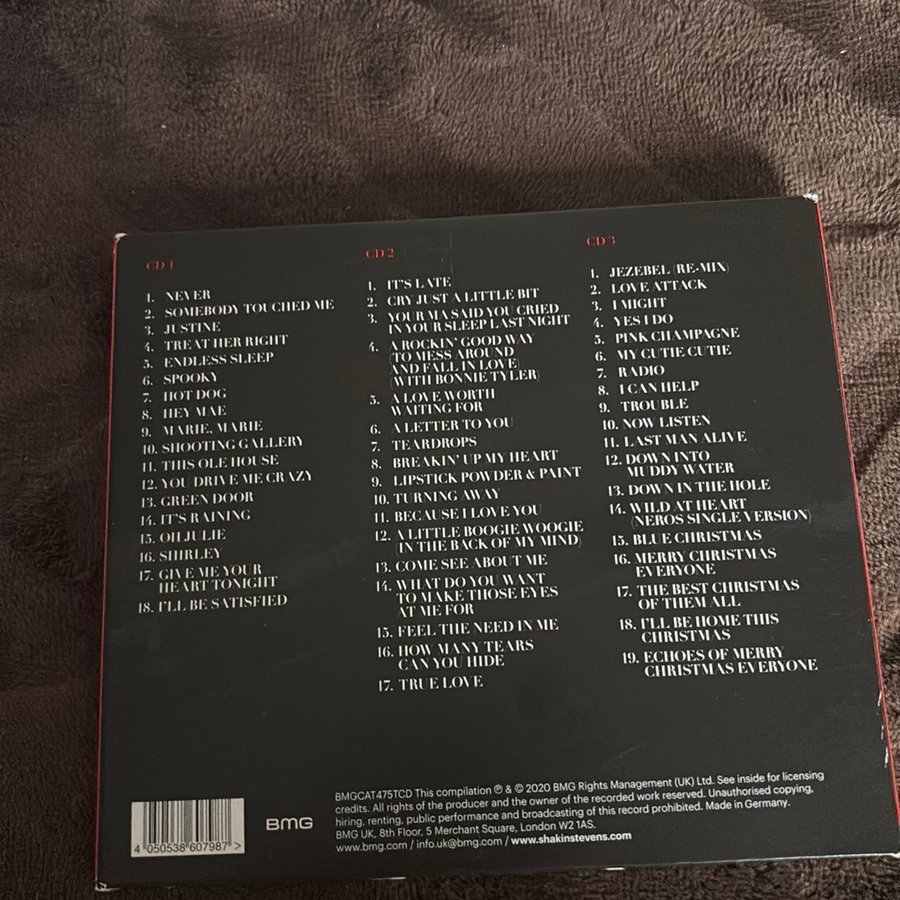 CD 1
1. NEVER
2. SOMEBODY TOUCHED ME
3. JUSTINE
4. TREAT HER RIGHT
5. ENDLESS SLEEP
6. SPOOKY
7. HOT DOG
8. HEY MAE
9. MARIE, MARIE
10. SHOOTING GALLERY
11. THIS OLE HOUSE
12. YOU DRIVE ME CRAZY
13. GREEN DOOR
14. IT'S RAINING
15. OH JULIE
16. SHIRLEY
17. GIVE ME YOUR
HEART TONIGHT
18. I'LL BE SATISFIED
CD 2
1. IT'S LATE
2. CRY JUST A LITTLE BIT
3. YOUR MA SAID YOU CRIED
IN YOUR SLEEP LAST NIGHT
4. A ROCKIN' GOOD WAY
(TO MESS AROUND
AND FALL IN LOVE)
(WITH BONNIE TYLER)
5. A LOVE WORTH
WAITING FOR
6. A LETTER TO YOU
7. TEARDROPS
8. BREAKIN' UP MY HEART
9. LIPSTICK POWDER & PAINT
10. TURNING AWAY
11. BECAUSE I LOVE YOU
12. A LITTLE BOOGIE WOOGIE
(IN THE BACK OF MY MIND)
13. COME SEE ABOUT ME
14. WHAT DO YOU WANT
TO MAKE THOSE EYES
AT ME FOR
15. FEEL THE NEED IN ME
16. HOW MANY TEARS
CAN YOU HIDE
17. TRUE LOVE
CD 3
1. JEZEBEL (RE-MIX)
2. LOVE ATTACK
3. I MIGHT
4. YES I DO
5. PINK CHAMPAGNE
6. MY CUTIE CUTIE
7. RADIO
8. I CAN HELP
9. TROUBLE
10. NOW LISTEN
11. LAST MAN ALIVE
12. DOWN INTO
MUDDY WATER
13. DOWN IN THE HOLE
14. WILD AT HEART
(NEROS SINGLE VERSION)
15. BLUE CHRISTMAS
16. MERRY CHRISTMAS
EVERYONE
17. THE BEST CHRISTMAS
OF THEM ALL
18. I'LL BE HOME THIS
CHRISTMAS
19. ECHOES OF MERRY
CHRISTMAS EVERYONE
4 050538 607987 >
BMG
BMGCAT475TCD This compilation ℗ & © 2020 BMG Rights Management (UK) Ltd. See inside for licensing
credits. All rights of the producer and the owner of the recorded work reserved. Unauthorised copying,
hiring, renting, public performance and broadcasting of this record prohibited. Made in Germany.
BMG UK, 8th Floor, 5 Merchant Square, London W2 1AS.
www.bmg.com / info.uk@bmg.com / www.shakinstevens.com